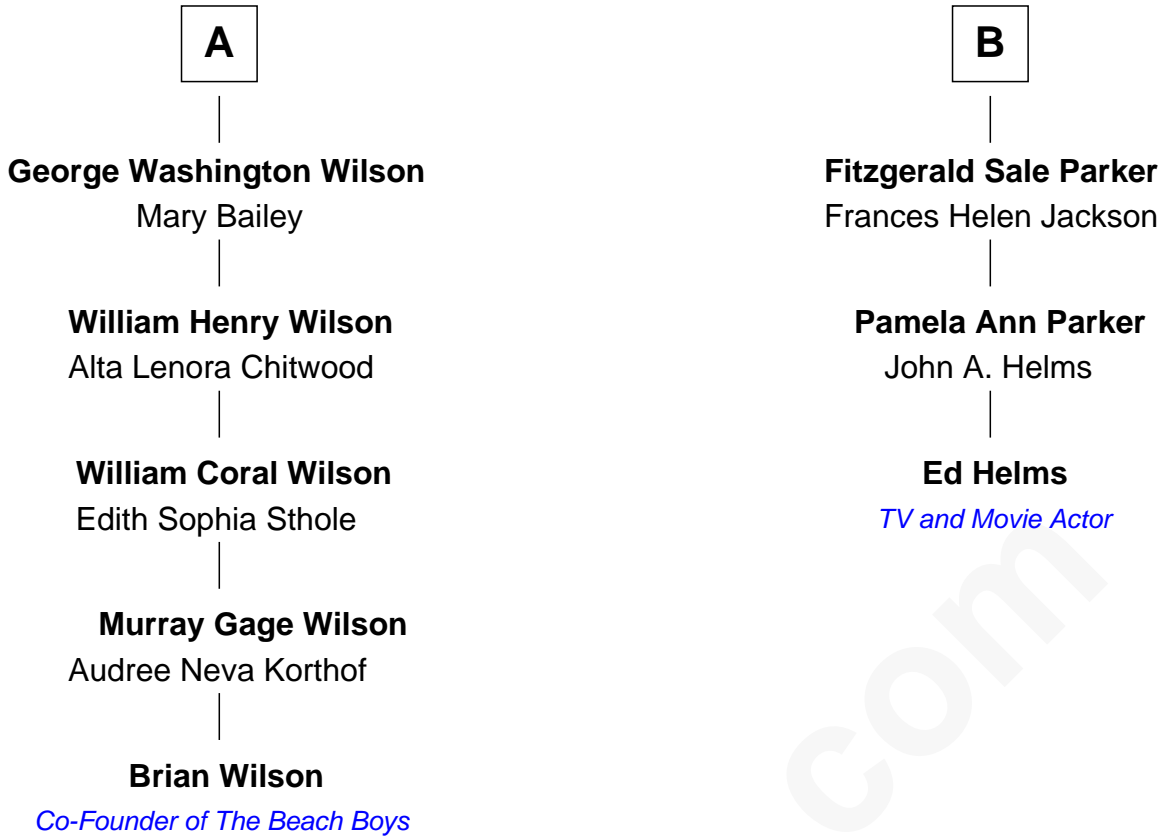 A
George Washington Wilson
Mary Bailey
William Henry Wilson
Alta Lenora Chitwood
William Coral Wilson
Edith Sophia Sthole
Murray Gage Wilson
Audree Neva Korthof
Brian Wilson
Co-Founder of The Beach Boys
B
Fitzgerald Sale Parker
Frances Helen Jackson
Pamela Ann Parker
John A. Helms
Ed Helms
TV and Movie Actor
com